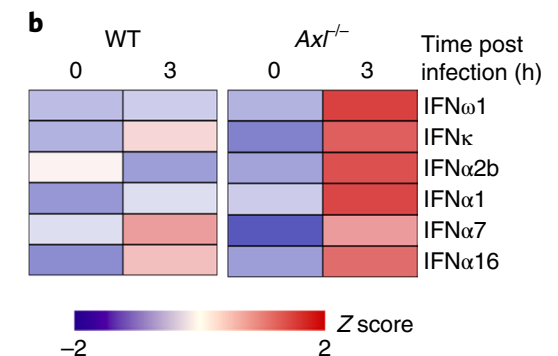 b
WT Axl–/– Time post
0 3 0 3 infection (h)
IFNω1
IFNκ
IFNα2b
IFNα1
IFNα7
IFNα16
Z score
–2 2